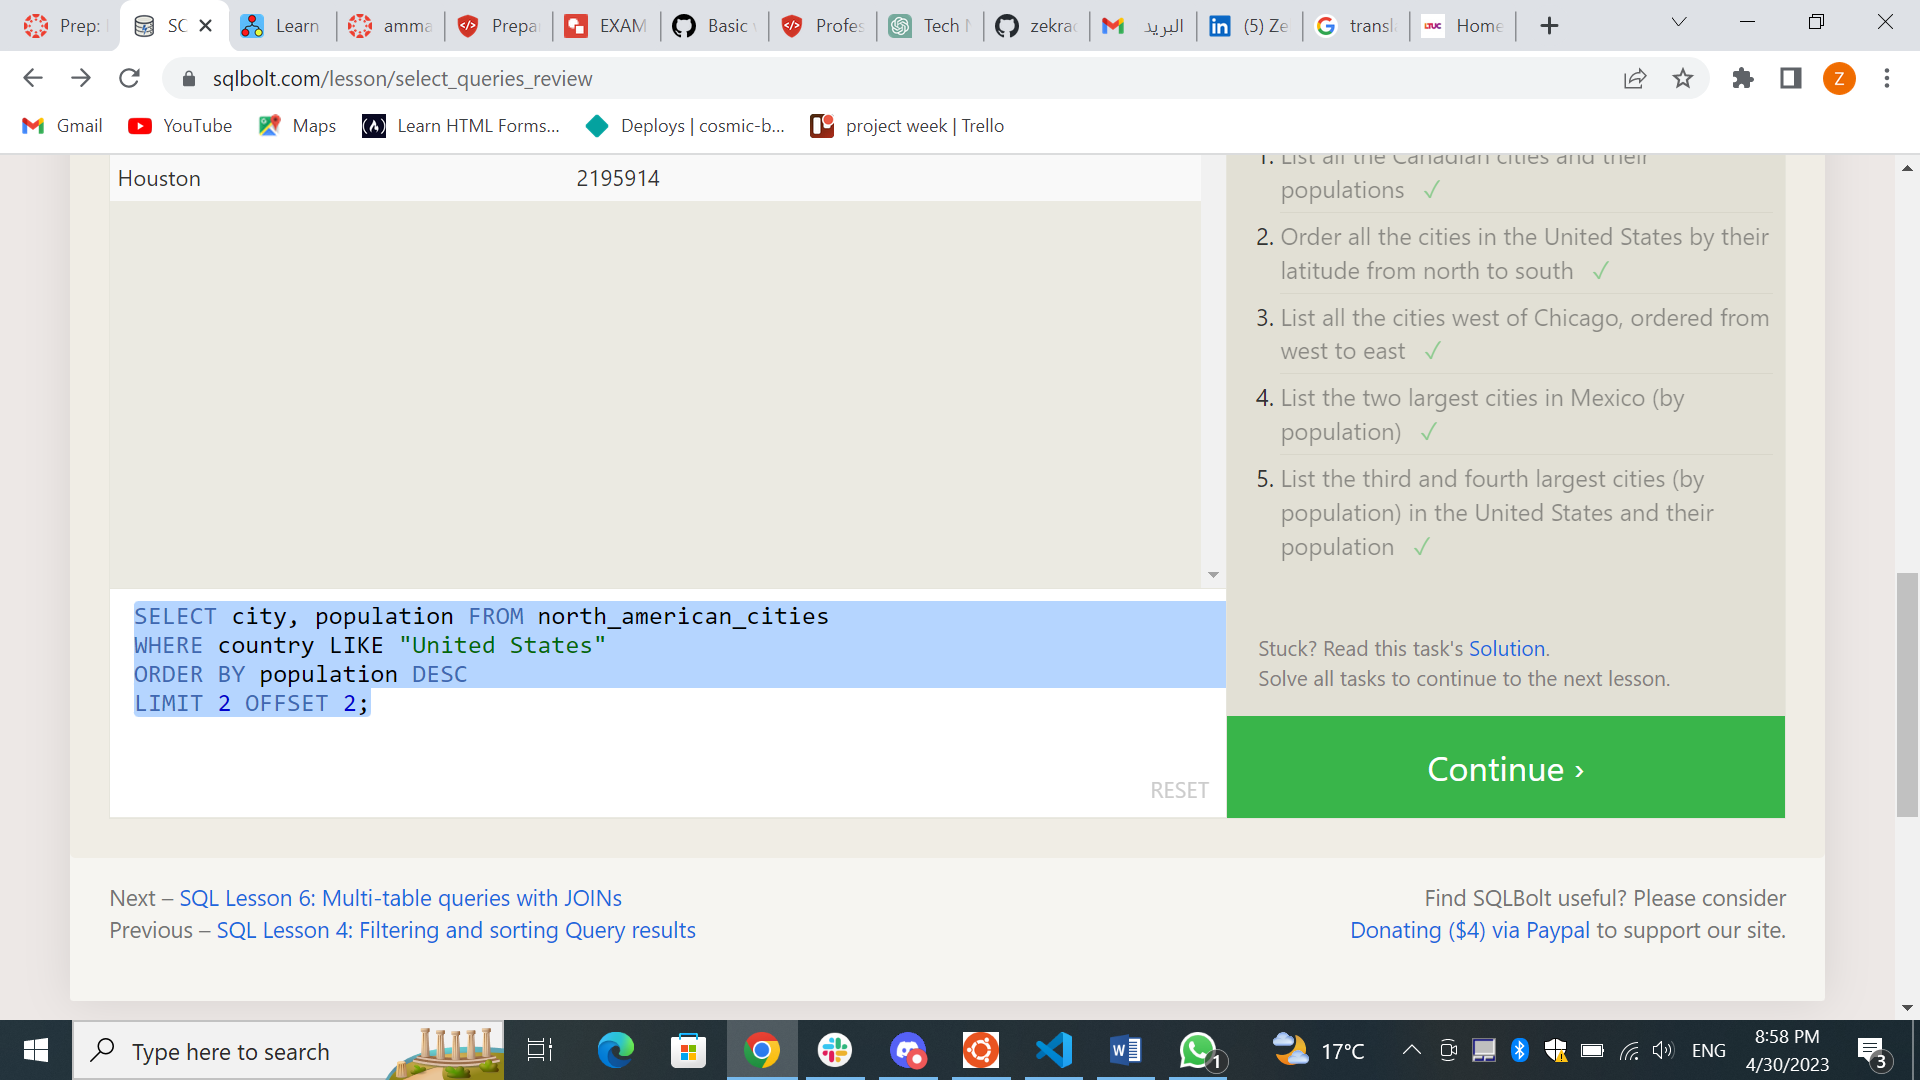 Prep:
SC
Learn
amma
Prepar
EXAM
Basic
Profes
Tech
zekra
البريد
(5) Ze
transl
LTUC
Home
sqlbolt.com/lesson/select_queries_review
Z
Gmail
YouTube
Maps
Learn HTML Forms...
Deploys | cosmic-b...
project week | Trello
Houston 2195914
1. List all the Canadian cities and their
populations ✓
2. Order all the cities in the United States by their
latitude from north to south ✓
3. List all the cities west of Chicago, ordered from
west to east ✓
4. List the two largest cities in Mexico (by
population) ✓
5. List the third and fourth largest cities (by
population) in the United States and their
population ✓
SELECT city, population FROM north_american_cities
WHERE country LIKE "United States"
ORDER BY population DESC
LIMIT 2 OFFSET 2;
RESET
Stuck? Read this task's Solution.
Solve all tasks to continue to the next lesson.
Continue ›
Next – SQL Lesson 6: Multi-table queries with JOINs
Previous – SQL Lesson 4: Filtering and sorting Query results
Find SQLBolt useful? Please consider
Donating ($4) via Paypal to support our site.
Type here to search
1
17°C
ENG
8:58 PM
4/30/2023
3